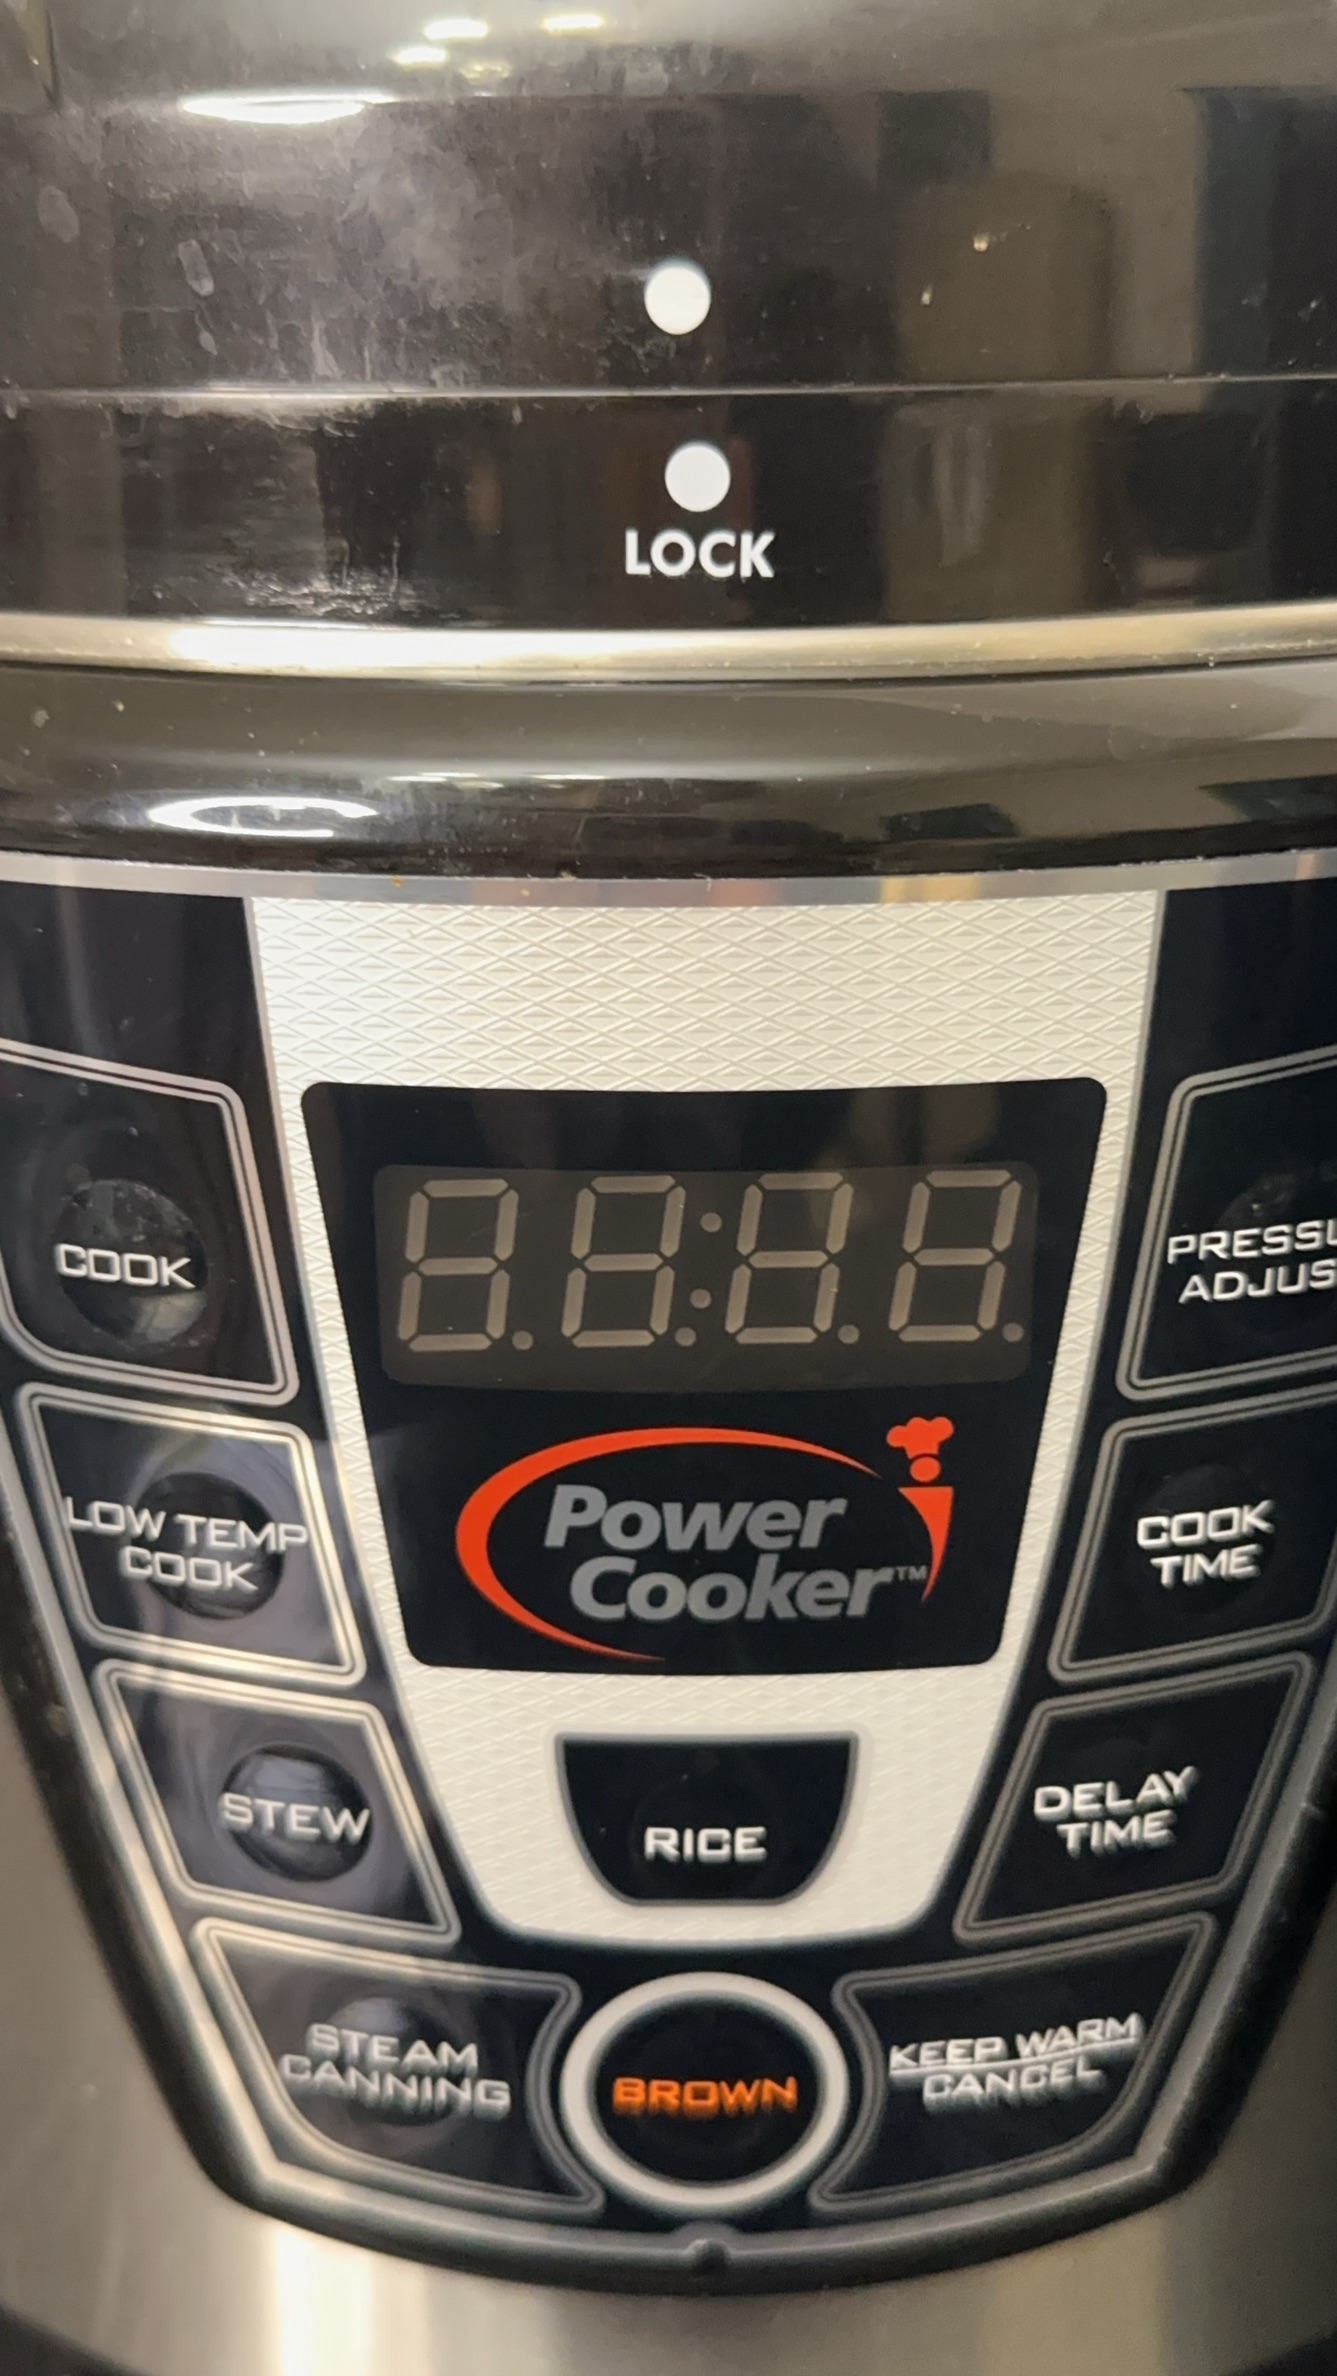 LOCK
COOK
PRESSU
ADJUS
LOW TEMP
COOK
Power
Cooker™
COOK
TIME
STEW
RICE
DELAY
TIME
STEAM
CANNING
BROWN
KEEP WARM
CANCEL